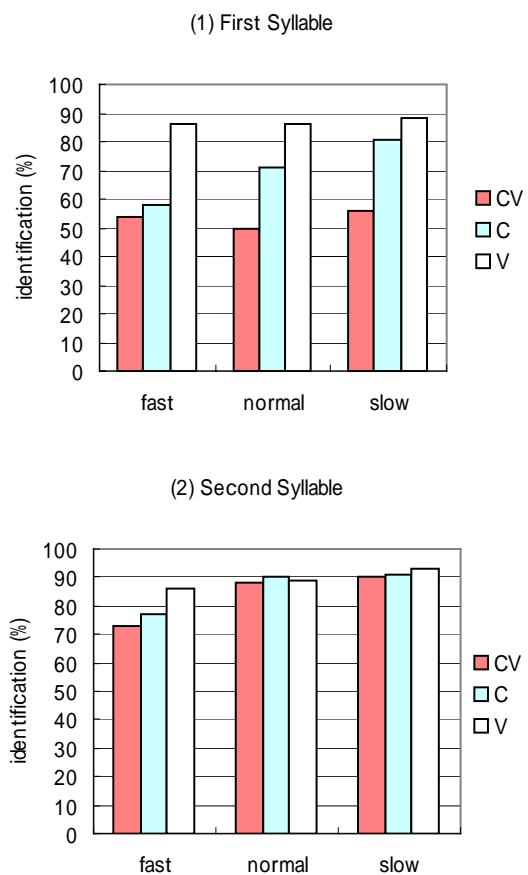 (1) First Syllable
100
90
80
70
60
50
40
30
20
10
0
identification (%)
fast normal slow
CV
C
V
(2) Second Syllable
100
90
80
70
60
50
40
30
20
10
0
identification (%)
fast normal slow
CV
C
V